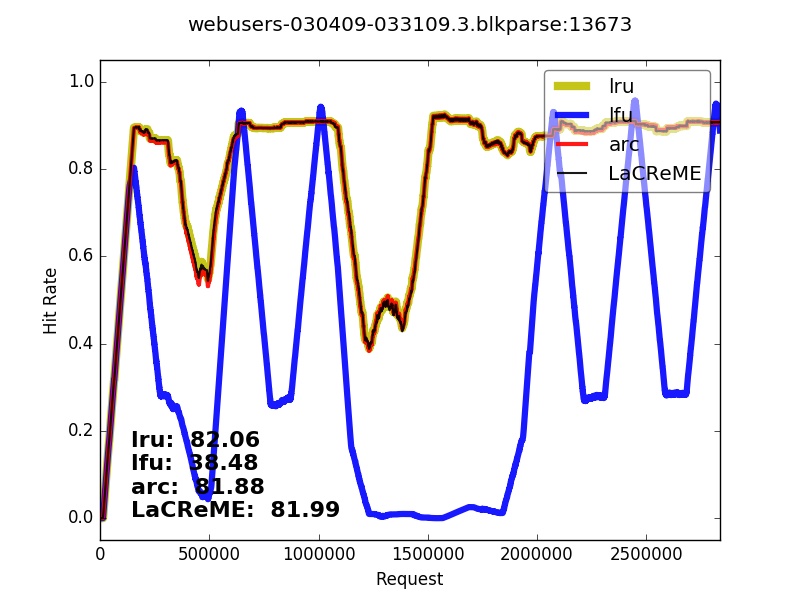 webusers-030409-033109.3.blkparse:13673
1.0
0.8
0.6
0.4
0.2
0.0
Hit Rate
lru
lfu
arc
LaCReME
lru: 82.06
lfu: 38.48
arc: 81.88
LaCReME: 81.99
0 500000 1000000 1500000 2000000 2500000
Request